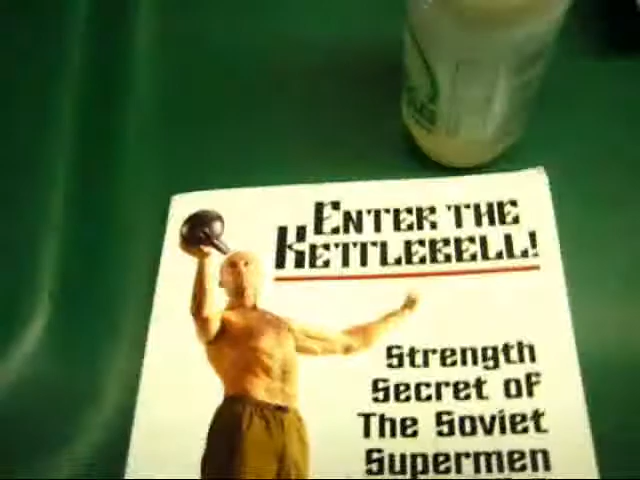 ENTER THE
KETTLEBELL!
Strength
Secret of
The Soviet
Supermen